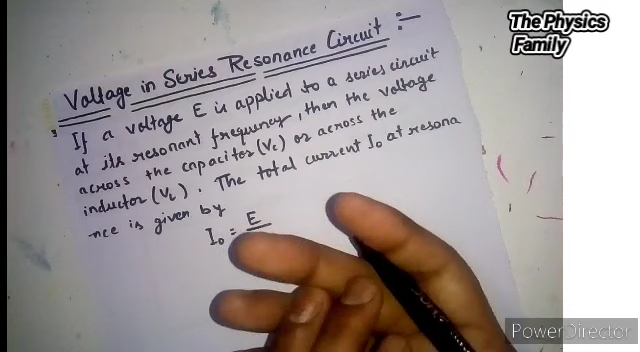 The Physics
Family
Voltage in Series Resonance Circuit :-
If a voltage E is applied to a series circuit
at its resonant frequency, then the voltage
across the capacitor (Vc) or across the
inductor (VL). The total current I₀ at resona
nce is given by
I₀ = E
PowerDirector